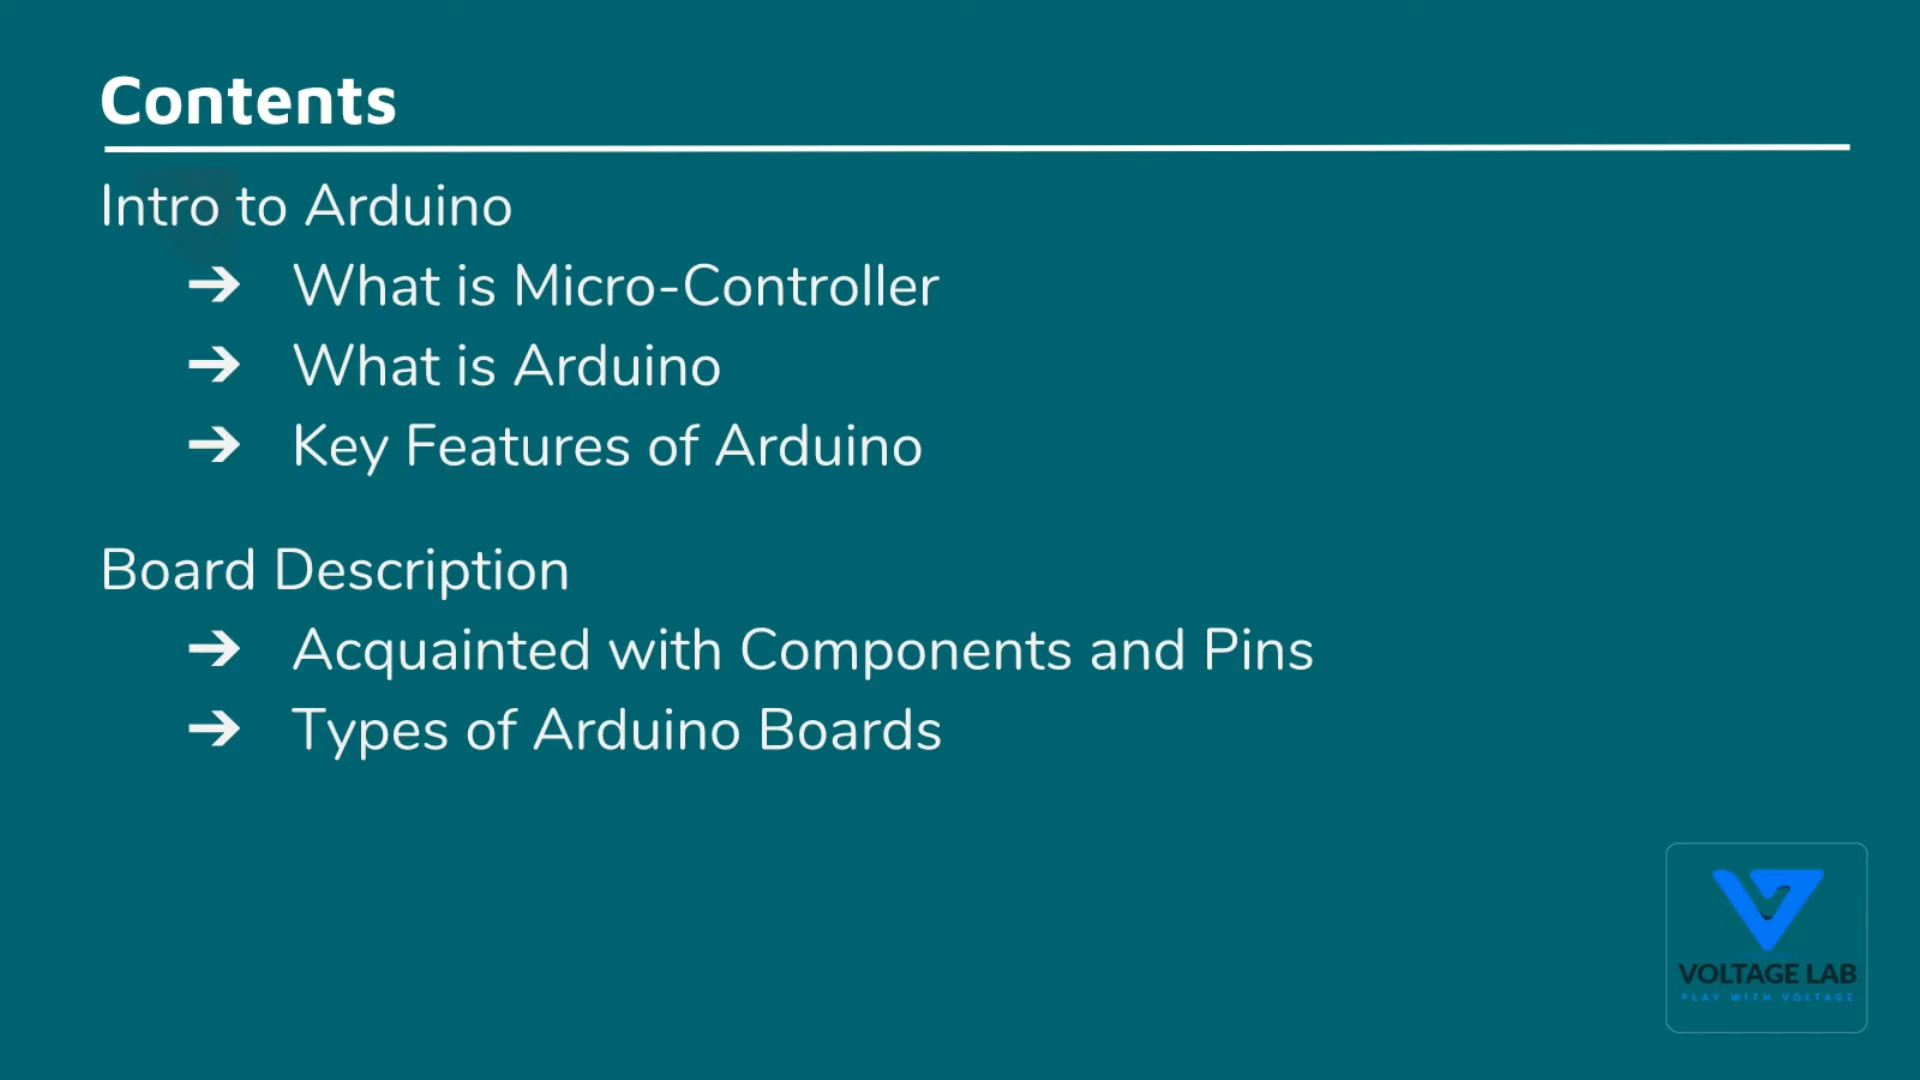 Contents
Intro to Arduino
➔ What is Micro-Controller
➔ What is Arduino
➔ Key Features of Arduino
Board Description
➔ Acquainted with Components and Pins
➔ Types of Arduino Boards
VOLTAGE LAB
PLAY WITH VOLTAGE